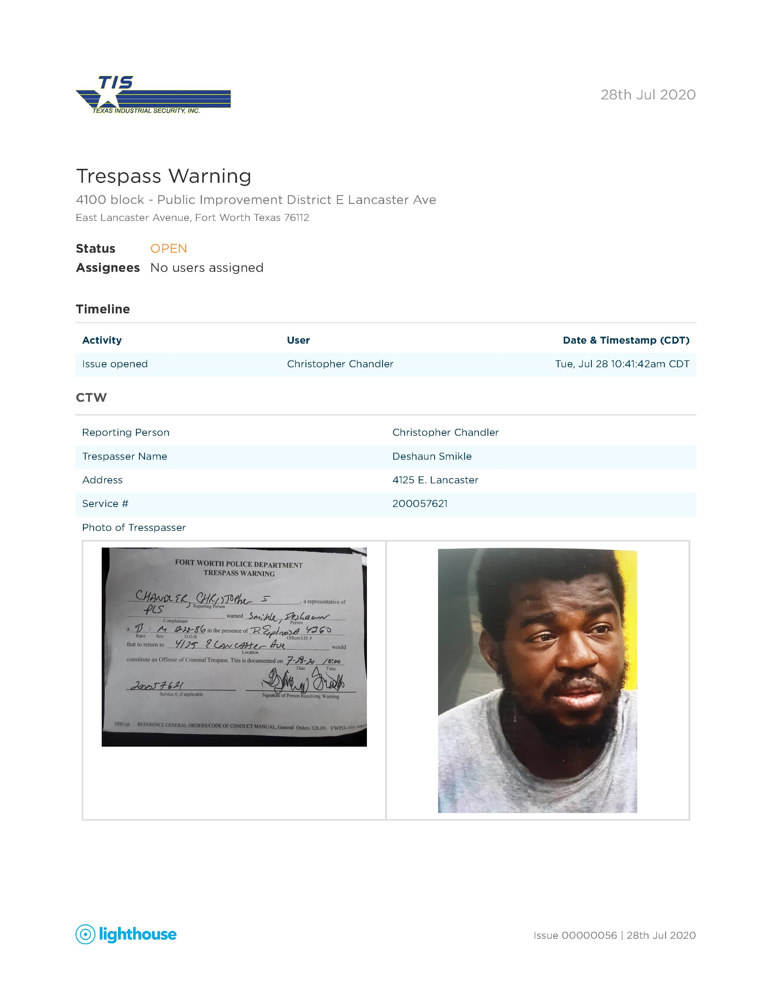 TIS
TEXAS INDUSTRIAL SECURITY, INC.
28th Jul 2020
Trespass Warning
4100 block - Public Improvement District E Lancaster Ave
East Lancaster Avenue, Fort Worth Texas 76112
Status OPEN
Assignees No users assigned
Timeline
Activity User Date & Timestamp (CDT)
Issue opened Christopher Chandler Tue, Jul 28 10:41:42am CDT
CTW
Reporting Person Christopher Chandler
Trespasser Name Deshaun Smikle
Address 4125 E. Lancaster
Service # 200057621
Photo of Tresspasser
FORT WORTH POLICE DEPARTMENT
TRESPASS WARNING
CHANDLER, CHRISTOPher S , a representative of
Reporting Person
PLS warned Smikle, Deshaun
Complainant Person
a B / M 12-20-86 in the presence of D. EspinosA 4260
Race Sex D.O.B. Officer/I.D. #
that to return to 4125 E LANCASter Ave would
Location
constitute an Offense of Criminal Trespass. This is documented on 7-28-20 10:00
Date Time
200057621
Service #, if applicable Signature of Person Receiving Warning
HBE/cp REFERENCE GENERAL ORDERS/CODE OF CONDUCT MANUAL, General Orders 328.09. FWPD-101
lighthouse
Issue 00000056 | 28th Jul 2020